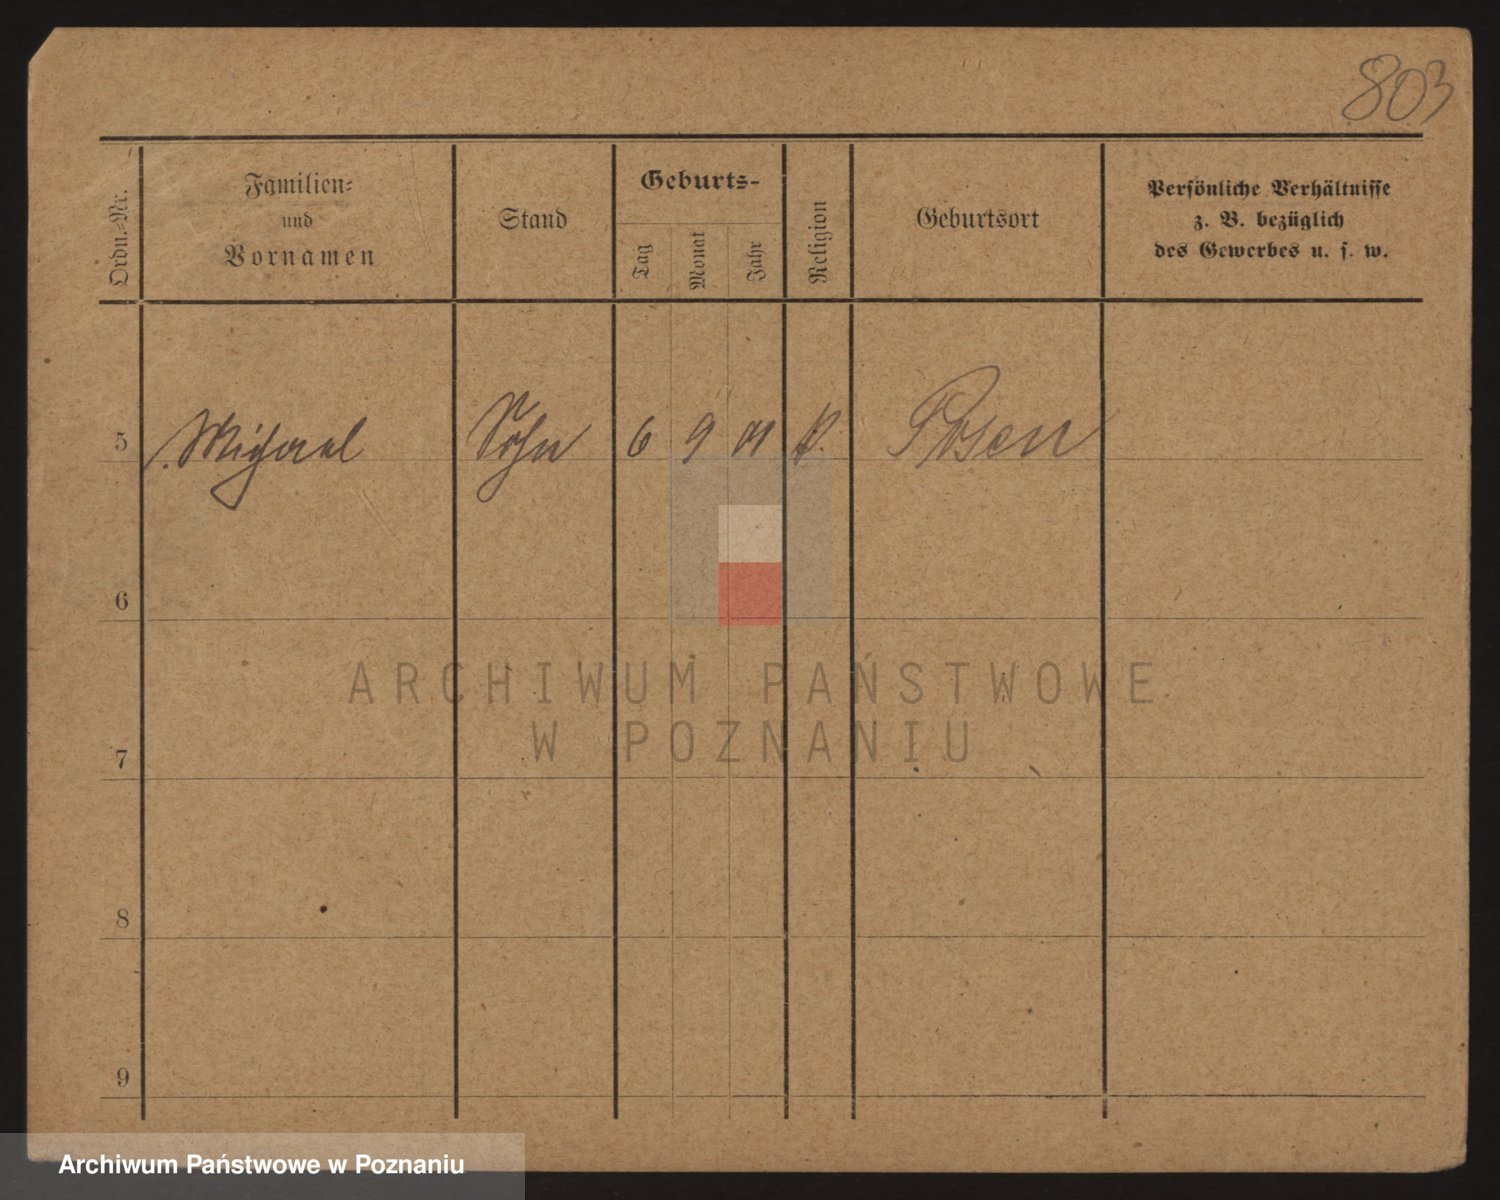 803
Ordn.-Nr.
Familien-
und
Vornamen
Stand
Geburts-
Tag
Monat
Jahr
Religion
Geburtsort
Persönliche Verhältnisse
z. B. bezüglich
des Gewerbes u. s. w.
5 Michael Sohn 6 9 01 k. Posen
6
7
8
9
ARCHIWUM PAŃSTWOWE
W POZNANIU
Archiwum Państwowe w Poznaniu